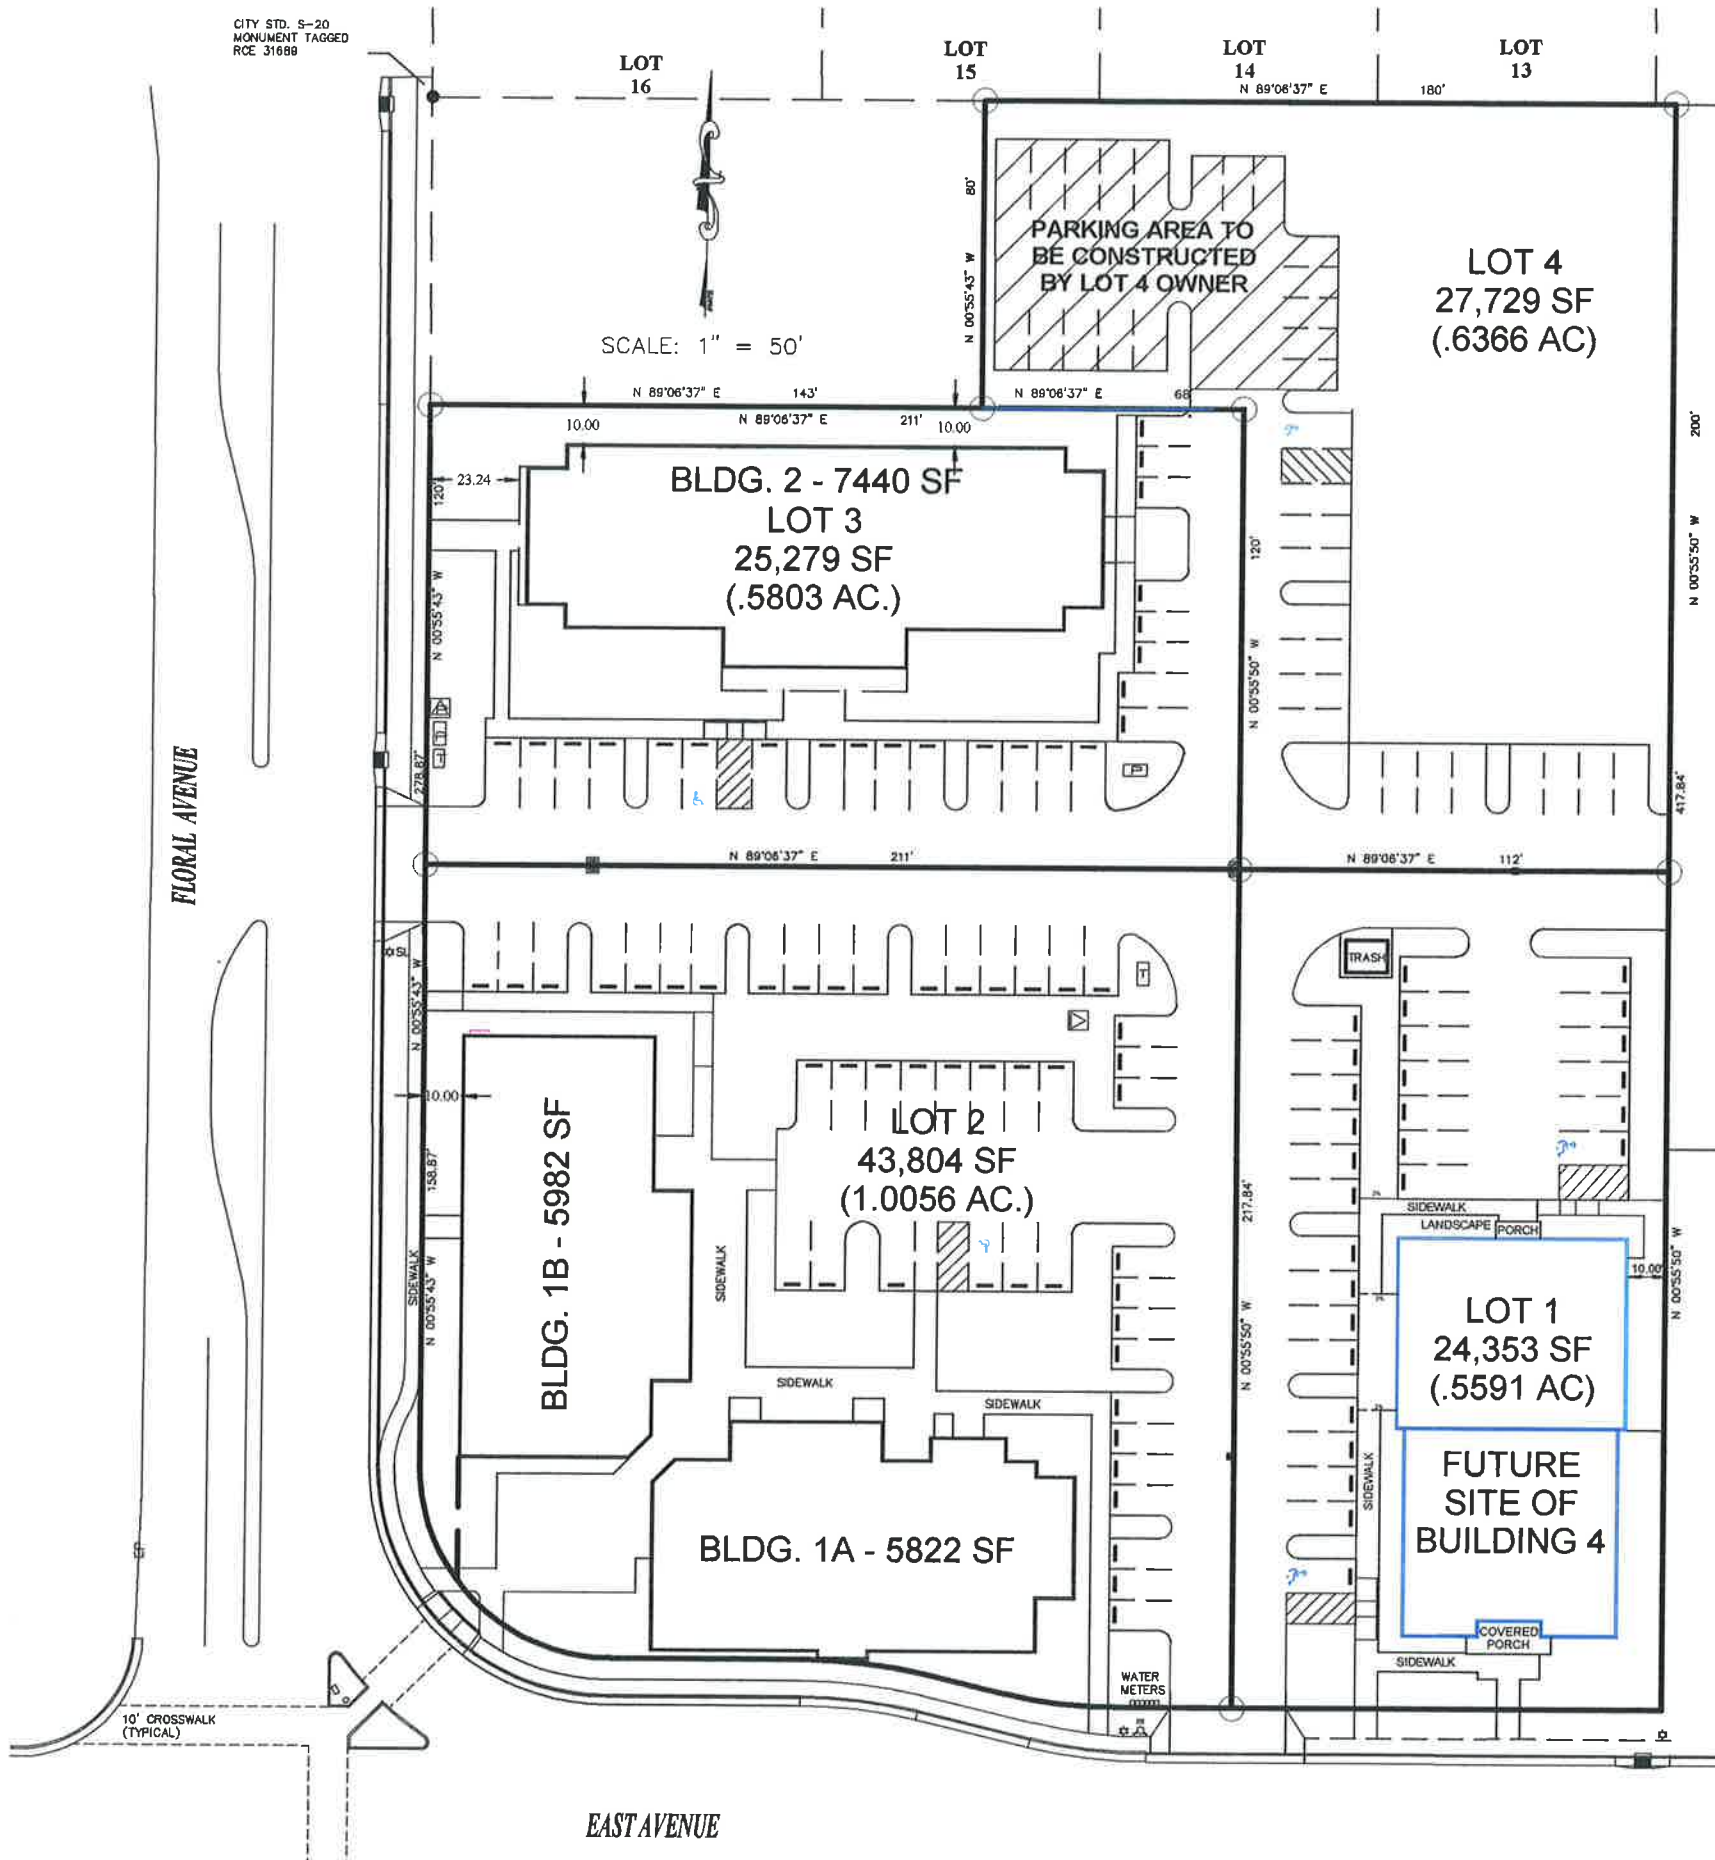 CITY STD. S-20
MONUMENT TAGGED
RCE 31689
LOT
16
LOT
15
LOT
14
LOT
13
N 89°06'37" E
180'
80'
N 00°55'43" W
PARKING AREA TO
BE CONSTRUCTED
BY LOT 4 OWNER
LOT 4
27,729 SF
(.6366 AC)
SCALE: 1" = 50'
N 89°06'37" E
143'
N 89°06'37" E
68'
N 89°06'37" E
211'
10.00
10.00
200'
N 00°55'50" W
BLDG. 2 - 7440 SF
LOT 3
25,279 SF
(.5803 AC.)
23.24
120'
N 00°55'43" W
120'
N 00°55'50" W
278.87'
417.84'
P
FLORAL AVENUE
N 89°06'37" E
211'
N 89°06'37" E
112'
TRASH
T
N 00°55'43" W
10.00
BLDG. 1B - 5982 SF
LOT 2
43,804 SF
(1.0056 AC.)
158.87'
217.84'
SIDEWALK
LANDSCAPE
PORCH
SIDEWALK
N 00°55'43" W
SIDEWALK
10.00'
N 00°55'50" W
N 00°55'50" W
LOT 1
24,353 SF
(.5591 AC)
SIDEWALK
SIDEWALK
FUTURE
SITE OF
BUILDING 4
SIDEWALK
BLDG. 1A - 5822 SF
COVERED
PORCH
SIDEWALK
WATER
METERS
10' CROSSWALK
(TYPICAL)
EAST AVENUE